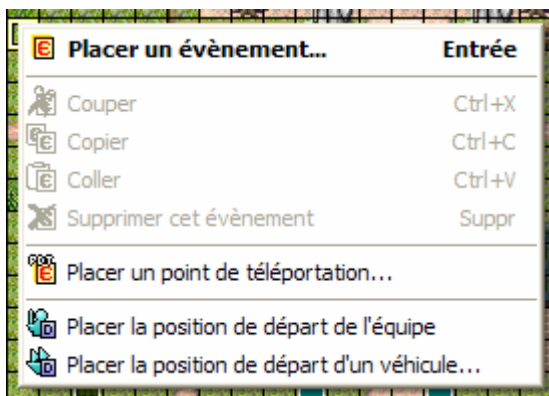 Placer un évènement... Entrée
Couper Ctrl+X
Copier Ctrl+C
Coller Ctrl+V
Supprimer cet évènement Suppr
Placer un point de téléportation...
Placer la position de départ de l'équipe
Placer la position de départ d'un véhicule...